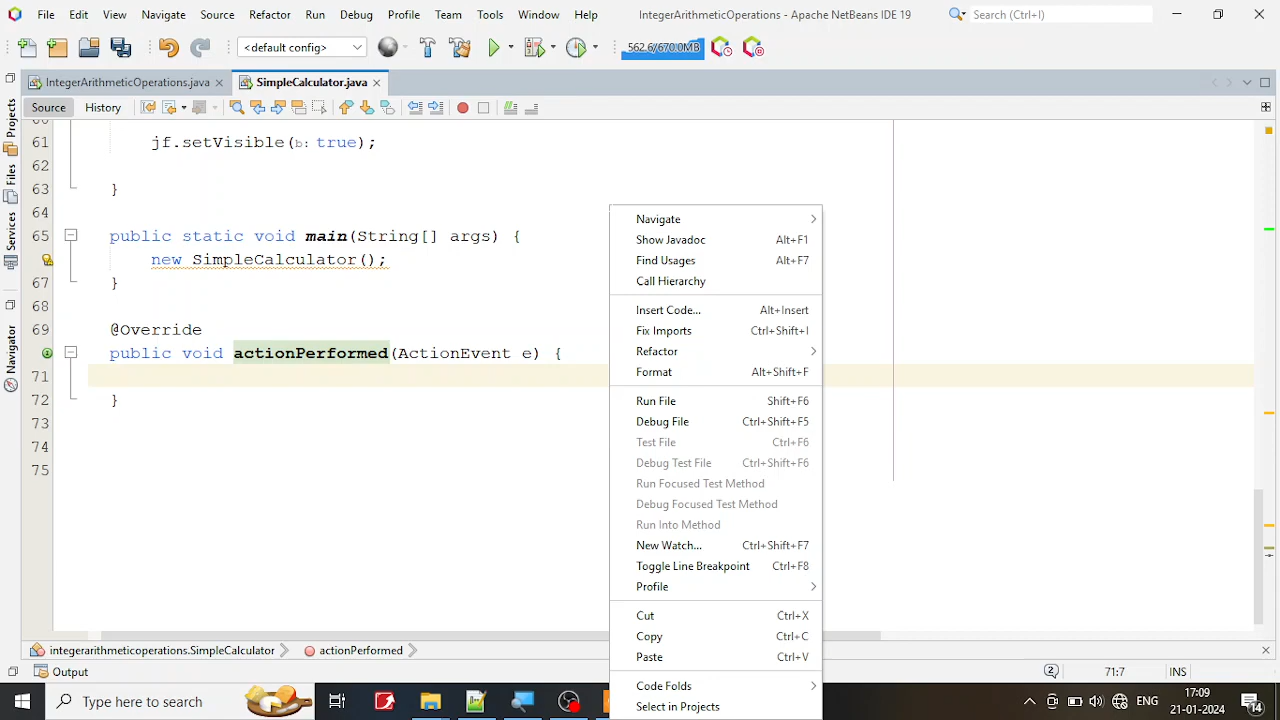 File Edit View Navigate Source Refactor Run Debug Profile Team Tools Window Help IntegerArithmeticOperations - Apache NetBeans IDE 19 Search (Ctrl+I)
<default config> 562.6/670.0MB
IntegerArithmeticOperations.java SimpleCalculator.java
Source History
Projects
Files
Services
Navigator
61 jf.setVisible(b: true);
62
63 }
64
65 public static void main(String[] args) {
new SimpleCalculator();
67 }
68
69 @Override
public void actionPerformed(ActionEvent e) {
71
72 }
73
74
75
Navigate
Show Javadoc Alt+F1
Find Usages Alt+F7
Call Hierarchy
Insert Code... Alt+Insert
Fix Imports Ctrl+Shift+I
Refactor
Format Alt+Shift+F
Run File Shift+F6
Debug File Ctrl+Shift+F5
Test File Ctrl+F6
Debug Test File Ctrl+Shift+F6
Run Focused Test Method
Debug Focused Test Method
Run Into Method
New Watch... Ctrl+Shift+F7
Toggle Line Breakpoint Ctrl+F8
Profile
Cut Ctrl+X
Copy Ctrl+C
Paste Ctrl+V
Code Folds
Select in Projects
integerarithmeticoperations.SimpleCalculator actionPerformed
Output 2 71:7 INS
Type here to search ENG 17:09
21-01-2024 14